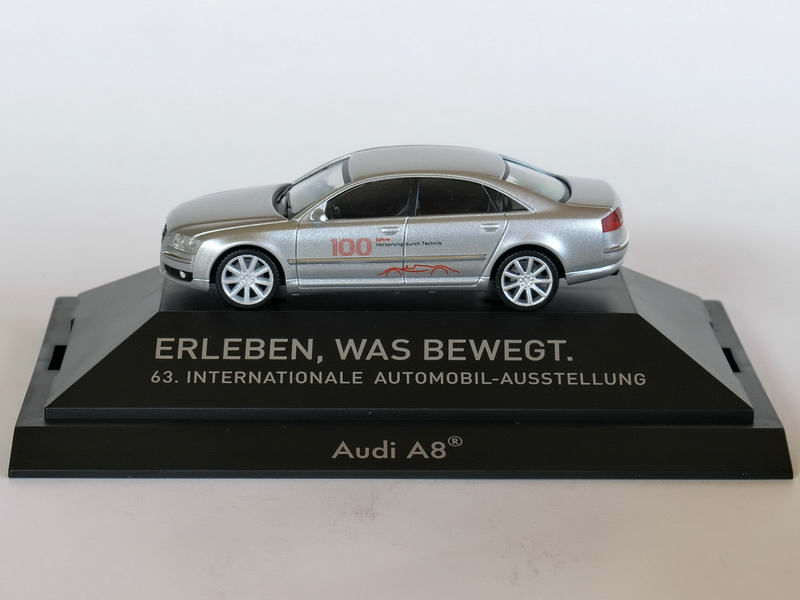 100 Jahre
Vorsprung durch Technik
ERLEBEN, WAS BEWEGT.
63. INTERNATIONALE AUTOMOBIL-AUSSTELLUNG
Audi A8®